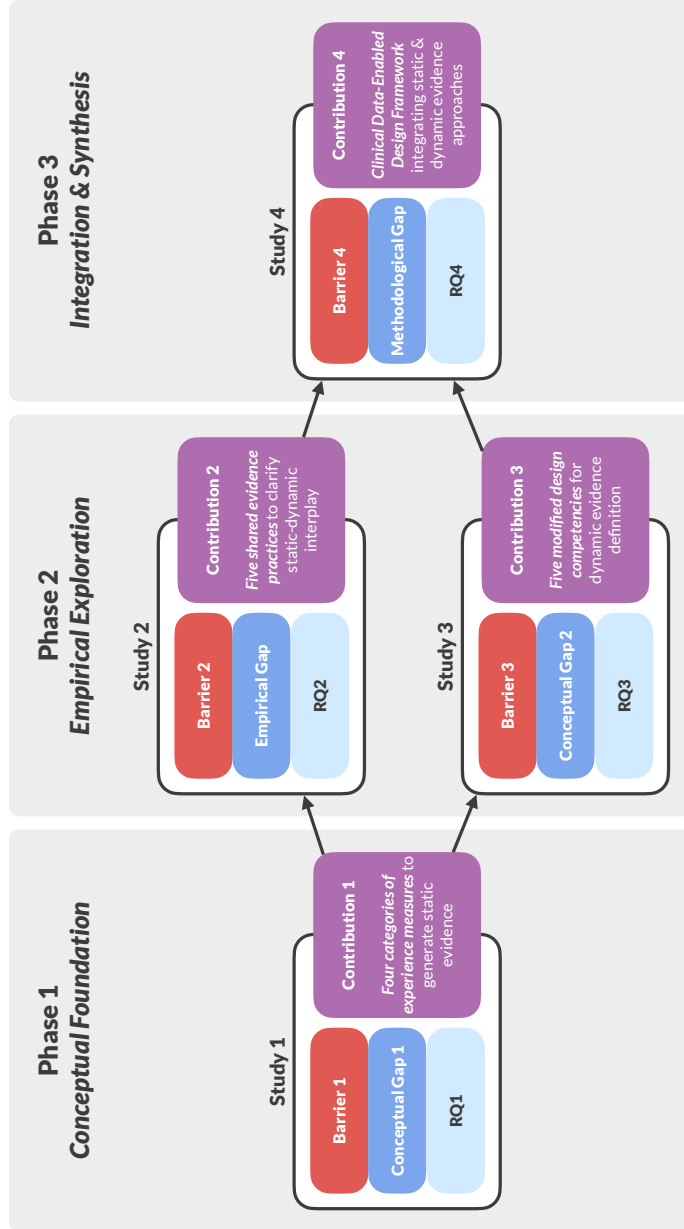 Phase 1
Conceptual Foundation
Study 1
Barrier 1
Conceptual Gap 1
RQ1
Contribution 1
Four categories of
experience measures to
generate static
evidence
Phase 2
Empirical Exploration
Study 2
Barrier 2
Empirical Gap
RQ2
Contribution 2
Five shared evidence
practices to clarify
static-dynamic
interplay
Study 3
Barrier 3
Conceptual Gap 2
RQ3
Contribution 3
Five modified design
competencies for
dynamic evidence
definition
Phase 3
Integration & Synthesis
Study 4
Barrier 4
Methodological Gap
RQ4
Contribution 4
Clinical Data-Enabled
Design Framework
integrating static &
dynamic evidence
approaches